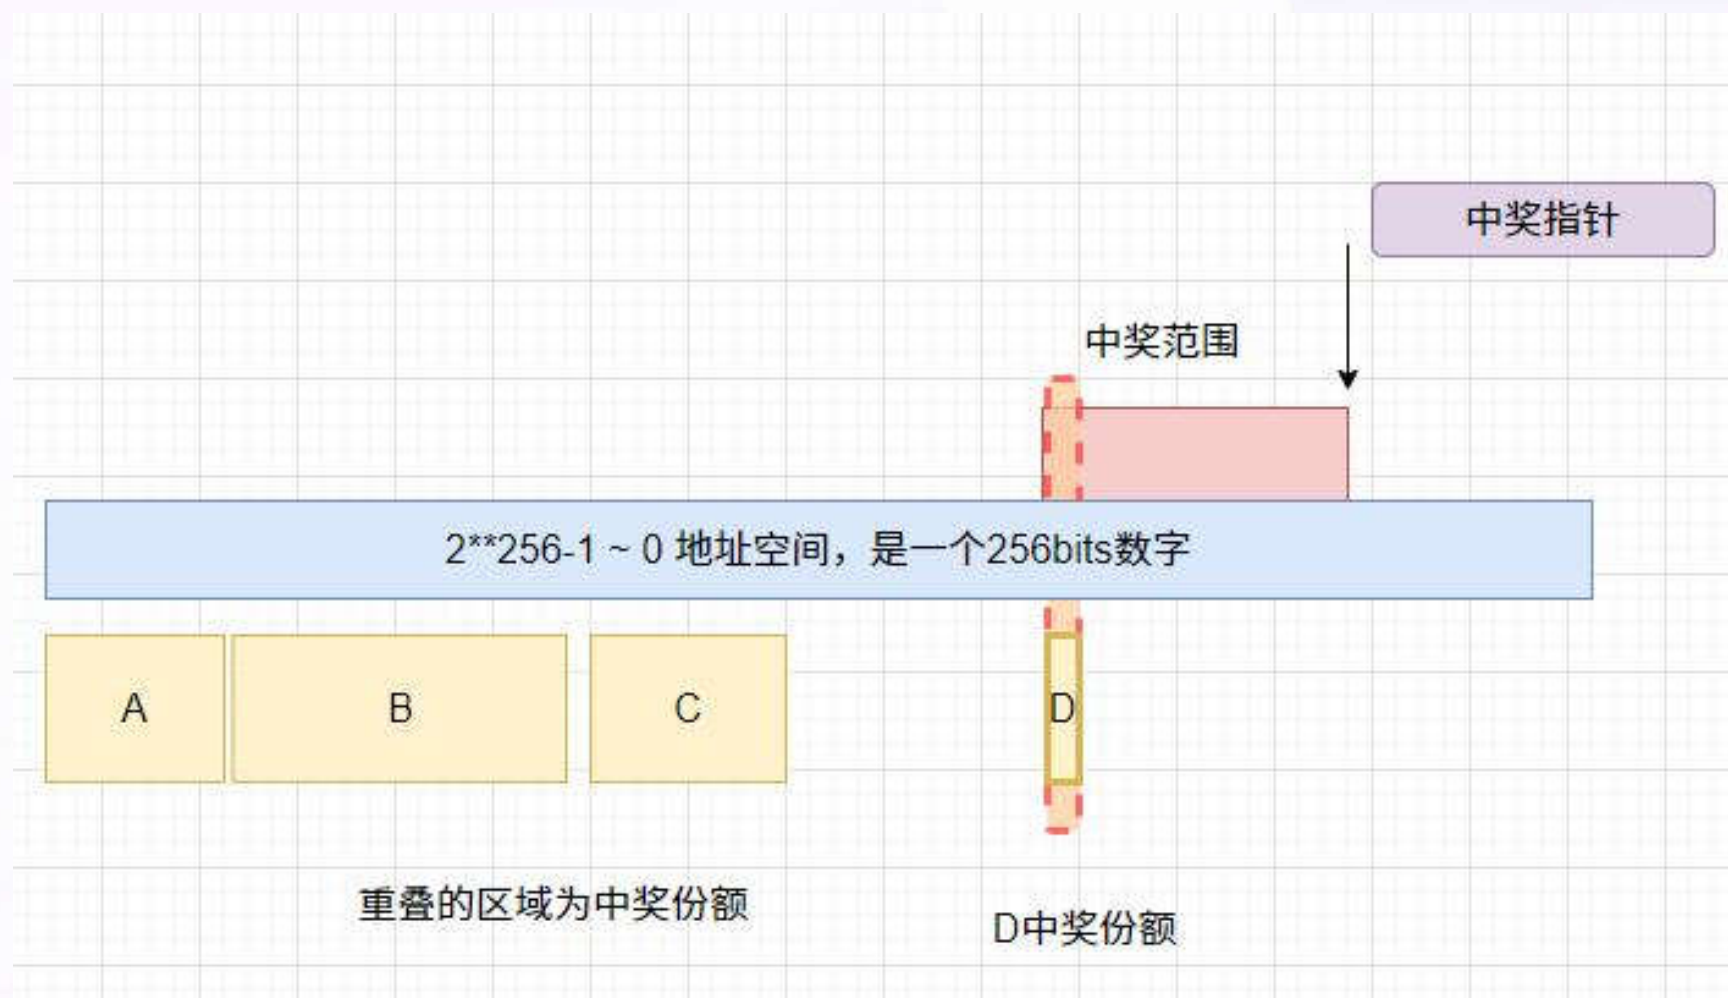 中奖指针
中奖范围
2**256-1 ~ 0 地址空间，是一个256bits数字
A
B
C
D
重叠的区域为中奖份额
D中奖份额